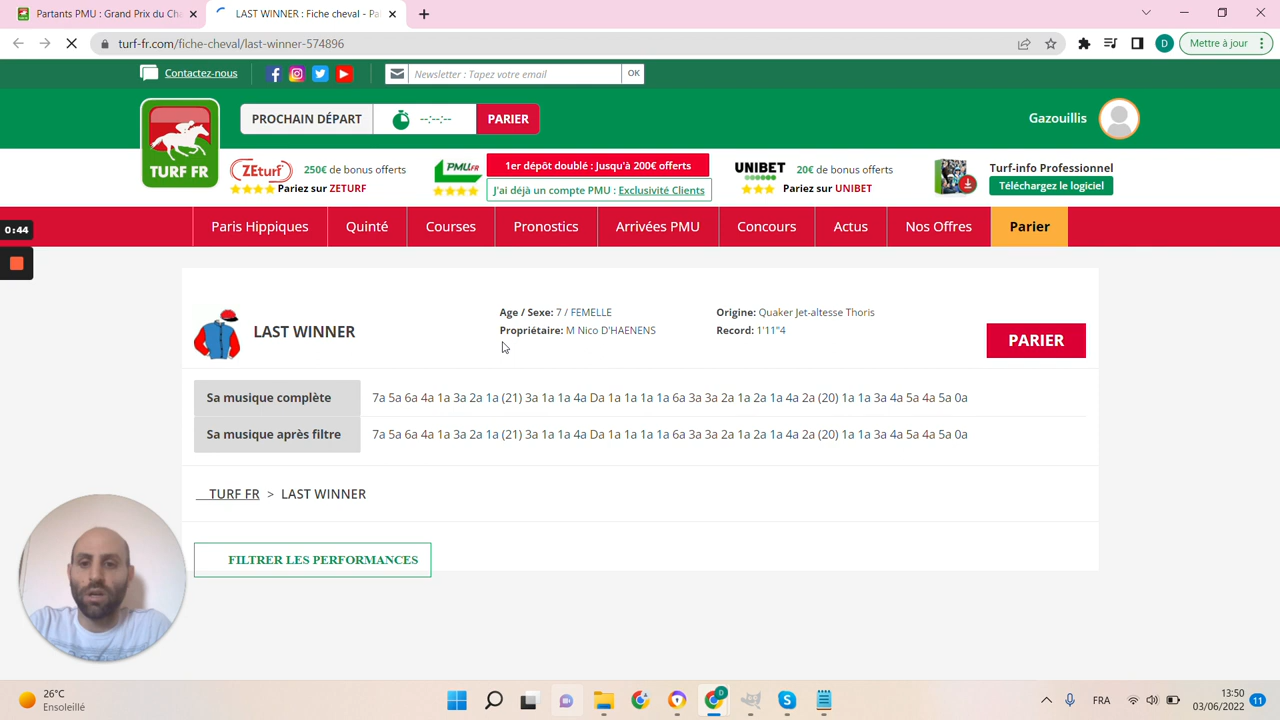 Partants PMU : Grand Prix du Ch
LAST WINNER : Fiche cheval - Pa
turf-fr.com/fiche-cheval/last-winner-574896
D
Mettre à jour
Contactez-nous
Newsletter : Tapez votre email
OK
TURF FR
PROCHAIN DÉPART
--:--:--
PARIER
Gazouillis
ZEturf
250€ de bonus offerts
Pariez sur ZETURF
PMU.FR
1er dépôt doublé : Jusqu'à 200€ offerts
J'ai déjà un compte PMU : Exclusivité Clients
UNIBET
20€ de bonus offerts
Pariez sur UNIBET
Turf-info Professionnel
Téléchargez le logiciel
Paris Hippiques
Quinté
Courses
Pronostics
Arrivées PMU
Concours
Actus
Nos Offres
Parier
0:44
LAST WINNER
Age / Sexe: 7 / FEMELLE
Propriétaire: M Nico D'HAENENS
Origine: Quaker Jet-altesse Thoris
Record: 1'11"4
PARIER
Sa musique complète
7a 5a 6a 4a 1a 3a 2a 1a (21) 3a 1a 1a 4a Da 1a 1a 1a 1a 6a 3a 3a 2a 1a 2a 1a 4a 2a (20) 1a 1a 3a 4a 5a 4a 5a 0a
Sa musique après filtre
7a 5a 6a 4a 1a 3a 2a 1a (21) 3a 1a 1a 4a Da 1a 1a 1a 1a 6a 3a 3a 2a 1a 2a 1a 4a 2a (20) 1a 1a 3a 4a 5a 4a 5a 0a
TURF FR > LAST WINNER
FILTRER LES PERFORMANCES
26°C
Ensoleillé
D
FRA
13:50
03/06/2022
11